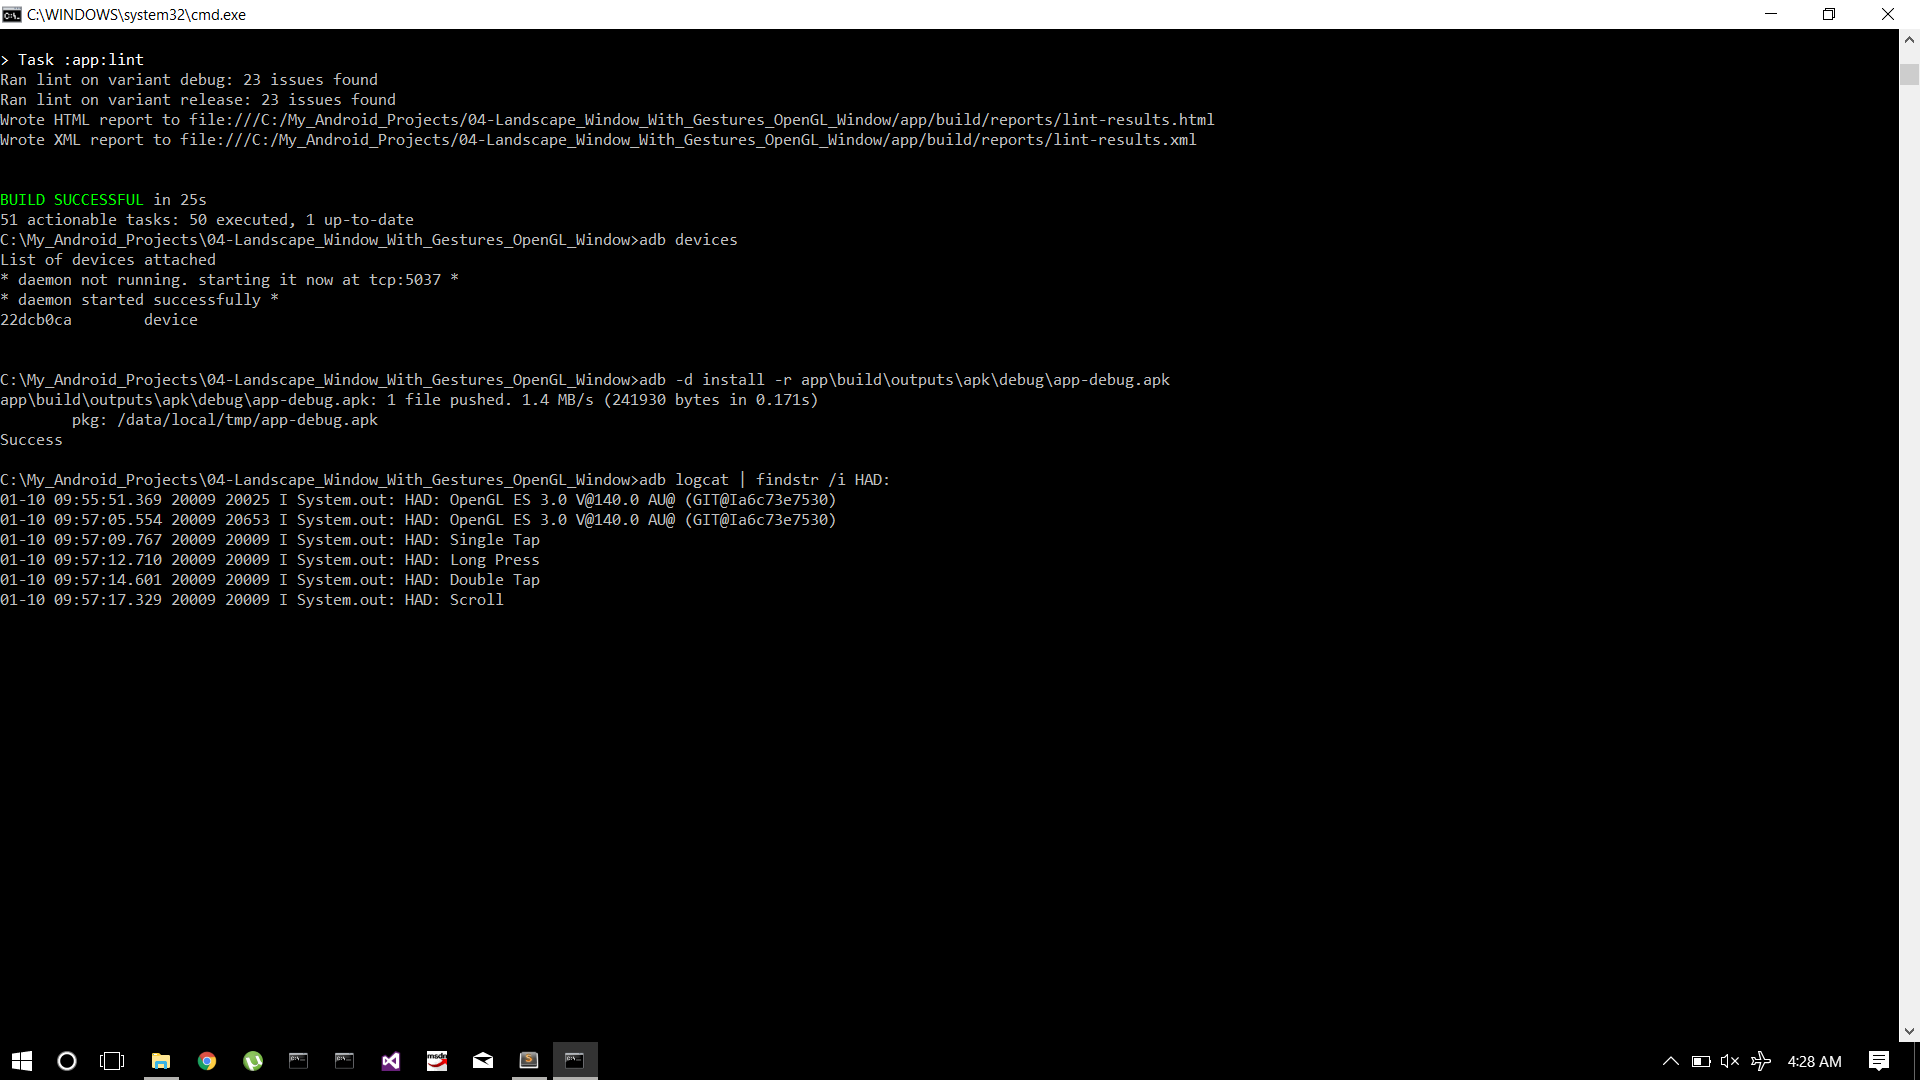 C:\WINDOWS\system32\cmd.exe
> Task :app:lint
Ran lint on variant debug: 23 issues found
Ran lint on variant release: 23 issues found
Wrote HTML report to file:///C:/My_Android_Projects/04-Landscape_Window_With_Gestures_OpenGL_Window/app/build/reports/lint-results.html
Wrote XML report to file:///C:/My_Android_Projects/04-Landscape_Window_With_Gestures_OpenGL_Window/app/build/reports/lint-results.xml
BUILD SUCCESSFUL in 25s
51 actionable tasks: 50 executed, 1 up-to-date
C:\My_Android_Projects\04-Landscape_Window_With_Gestures_OpenGL_Window>adb devices
List of devices attached
* daemon not running. starting it now at tcp:5037 *
* daemon started successfully *
22dcb0ca        device
C:\My_Android_Projects\04-Landscape_Window_With_Gestures_OpenGL_Window>adb -d install -r app\build\outputs\apk\debug\app-debug.apk
app\build\outputs\apk\debug\app-debug.apk: 1 file pushed. 1.4 MB/s (241930 bytes in 0.171s)
        pkg: /data/local/tmp/app-debug.apk
Success
C:\My_Android_Projects\04-Landscape_Window_With_Gestures_OpenGL_Window>adb logcat | findstr /i HAD:
01-10 09:55:51.369 20009 20025 I System.out: HAD: OpenGL ES 3.0 V@140.0 AU@ (GIT@Ia6c73e7530)
01-10 09:57:05.554 20009 20653 I System.out: HAD: OpenGL ES 3.0 V@140.0 AU@ (GIT@Ia6c73e7530)
01-10 09:57:09.767 20009 20009 I System.out: HAD: Single Tap
01-10 09:57:12.710 20009 20009 I System.out: HAD: Long Press
01-10 09:57:14.601 20009 20009 I System.out: HAD: Double Tap
01-10 09:57:17.329 20009 20009 I System.out: HAD: Scroll
msdn
4:28 AM